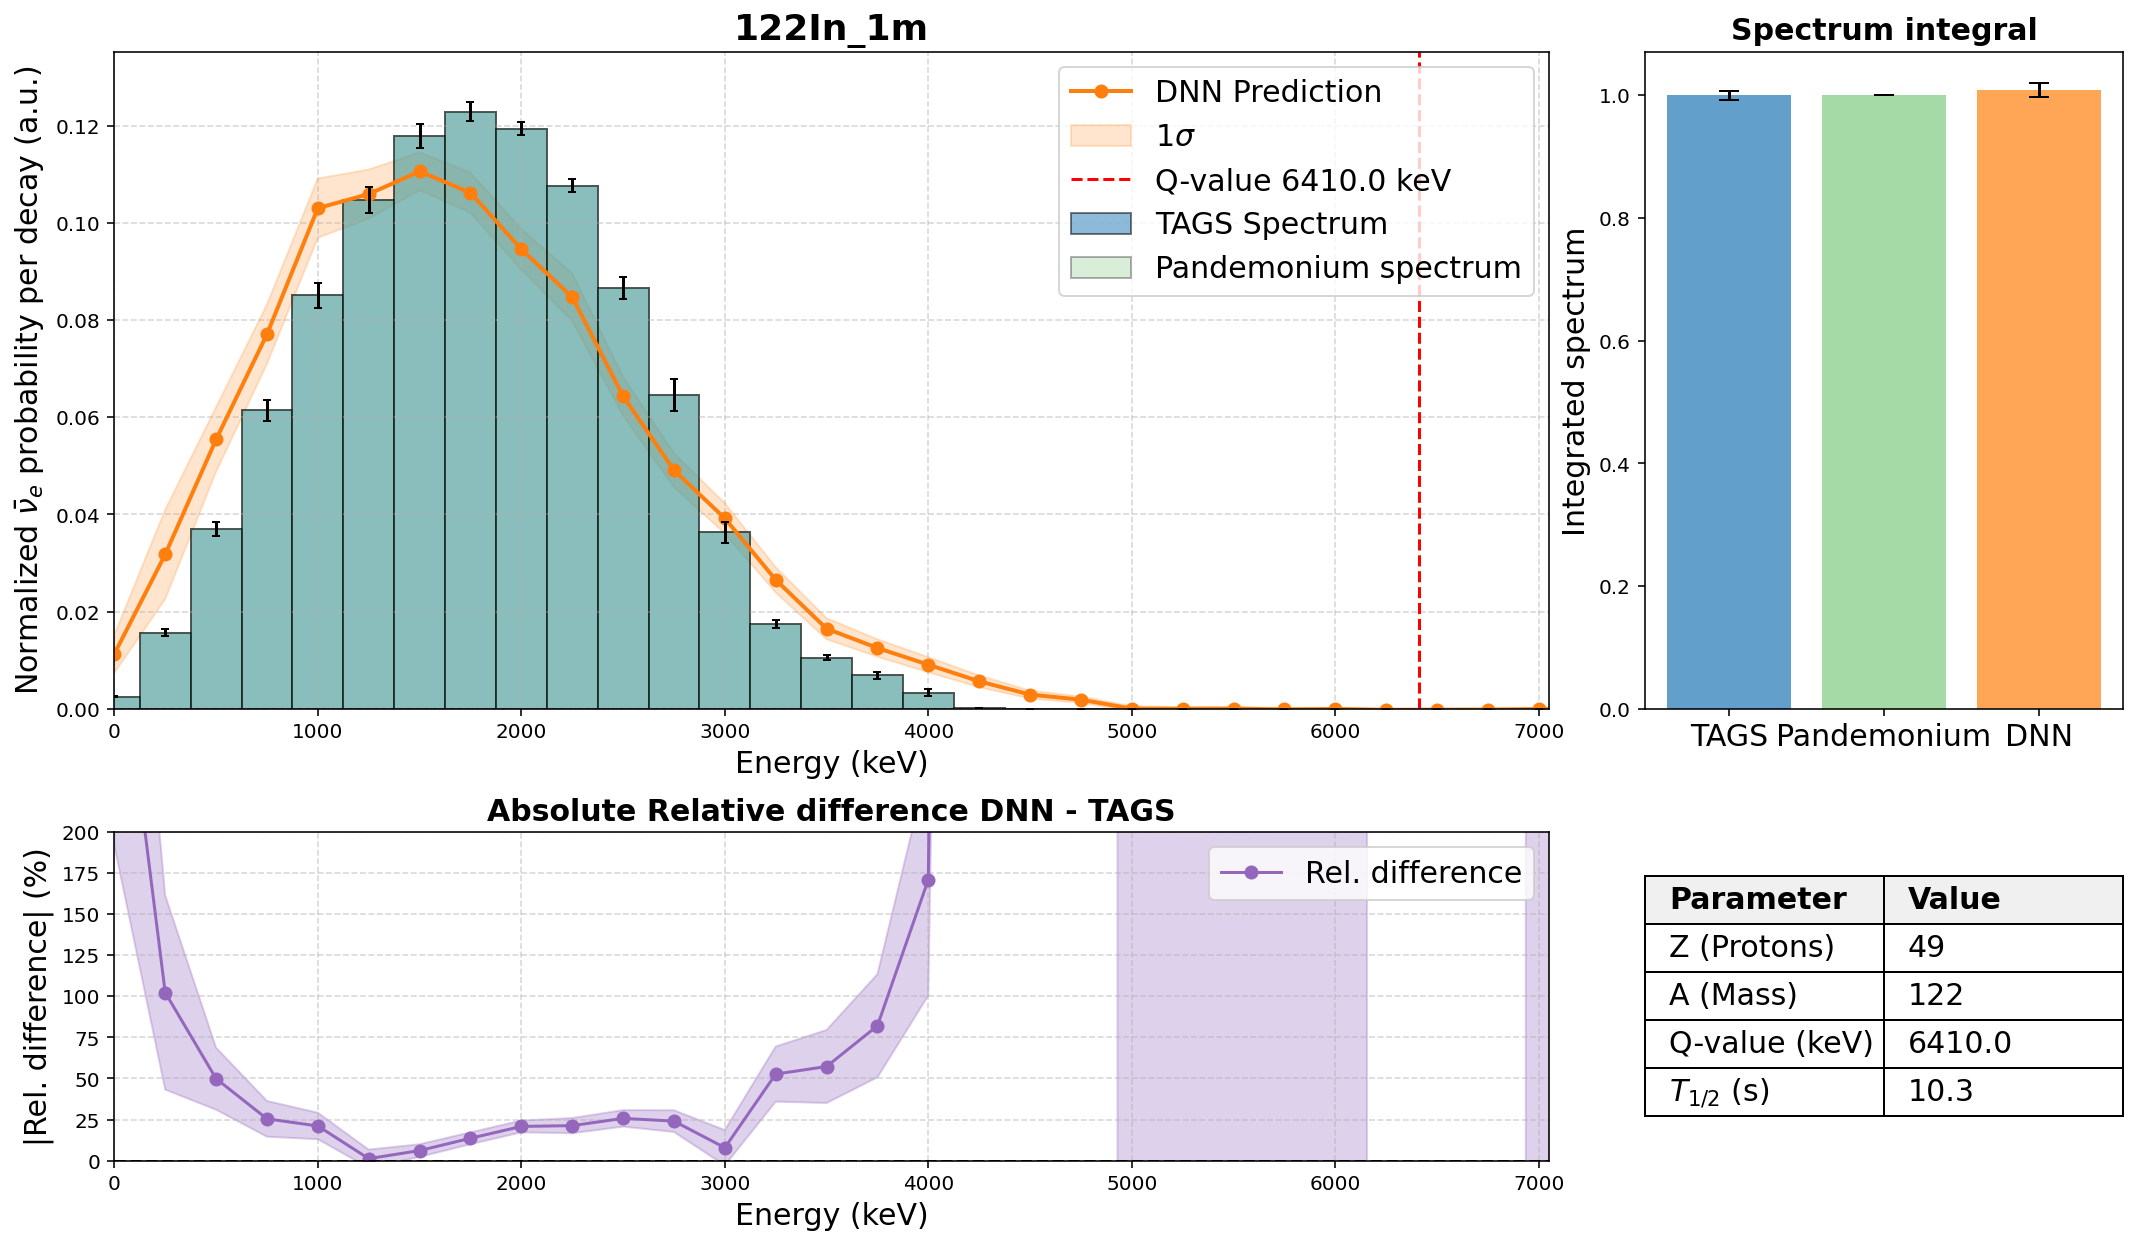 122In_1m
Normalized ν̄e probability per decay (a.u.)
0.12
0.10
0.08
0.06
0.04
0.02
0.00
DNN Prediction
1σ
Q-value 6410.0 keV
TAGS Spectrum
Pandemonium spectrum
0 1000 2000 3000 4000 5000 6000 7000
Energy (keV)
Spectrum integral
Integrated spectrum
1.0
0.8
0.6
0.4
0.2
0.0
TAGS Pandemonium DNN
Absolute Relative difference DNN - TAGS
|Rel. difference| (%)
200
175
150
125
100
75
50
25
0
Rel. difference
0 1000 2000 3000 4000 5000 6000 7000
Energy (keV)
Parameter Value
Z (Protons) 49
A (Mass) 122
Q-value (keV) 6410.0
T1/2 (s) 10.3